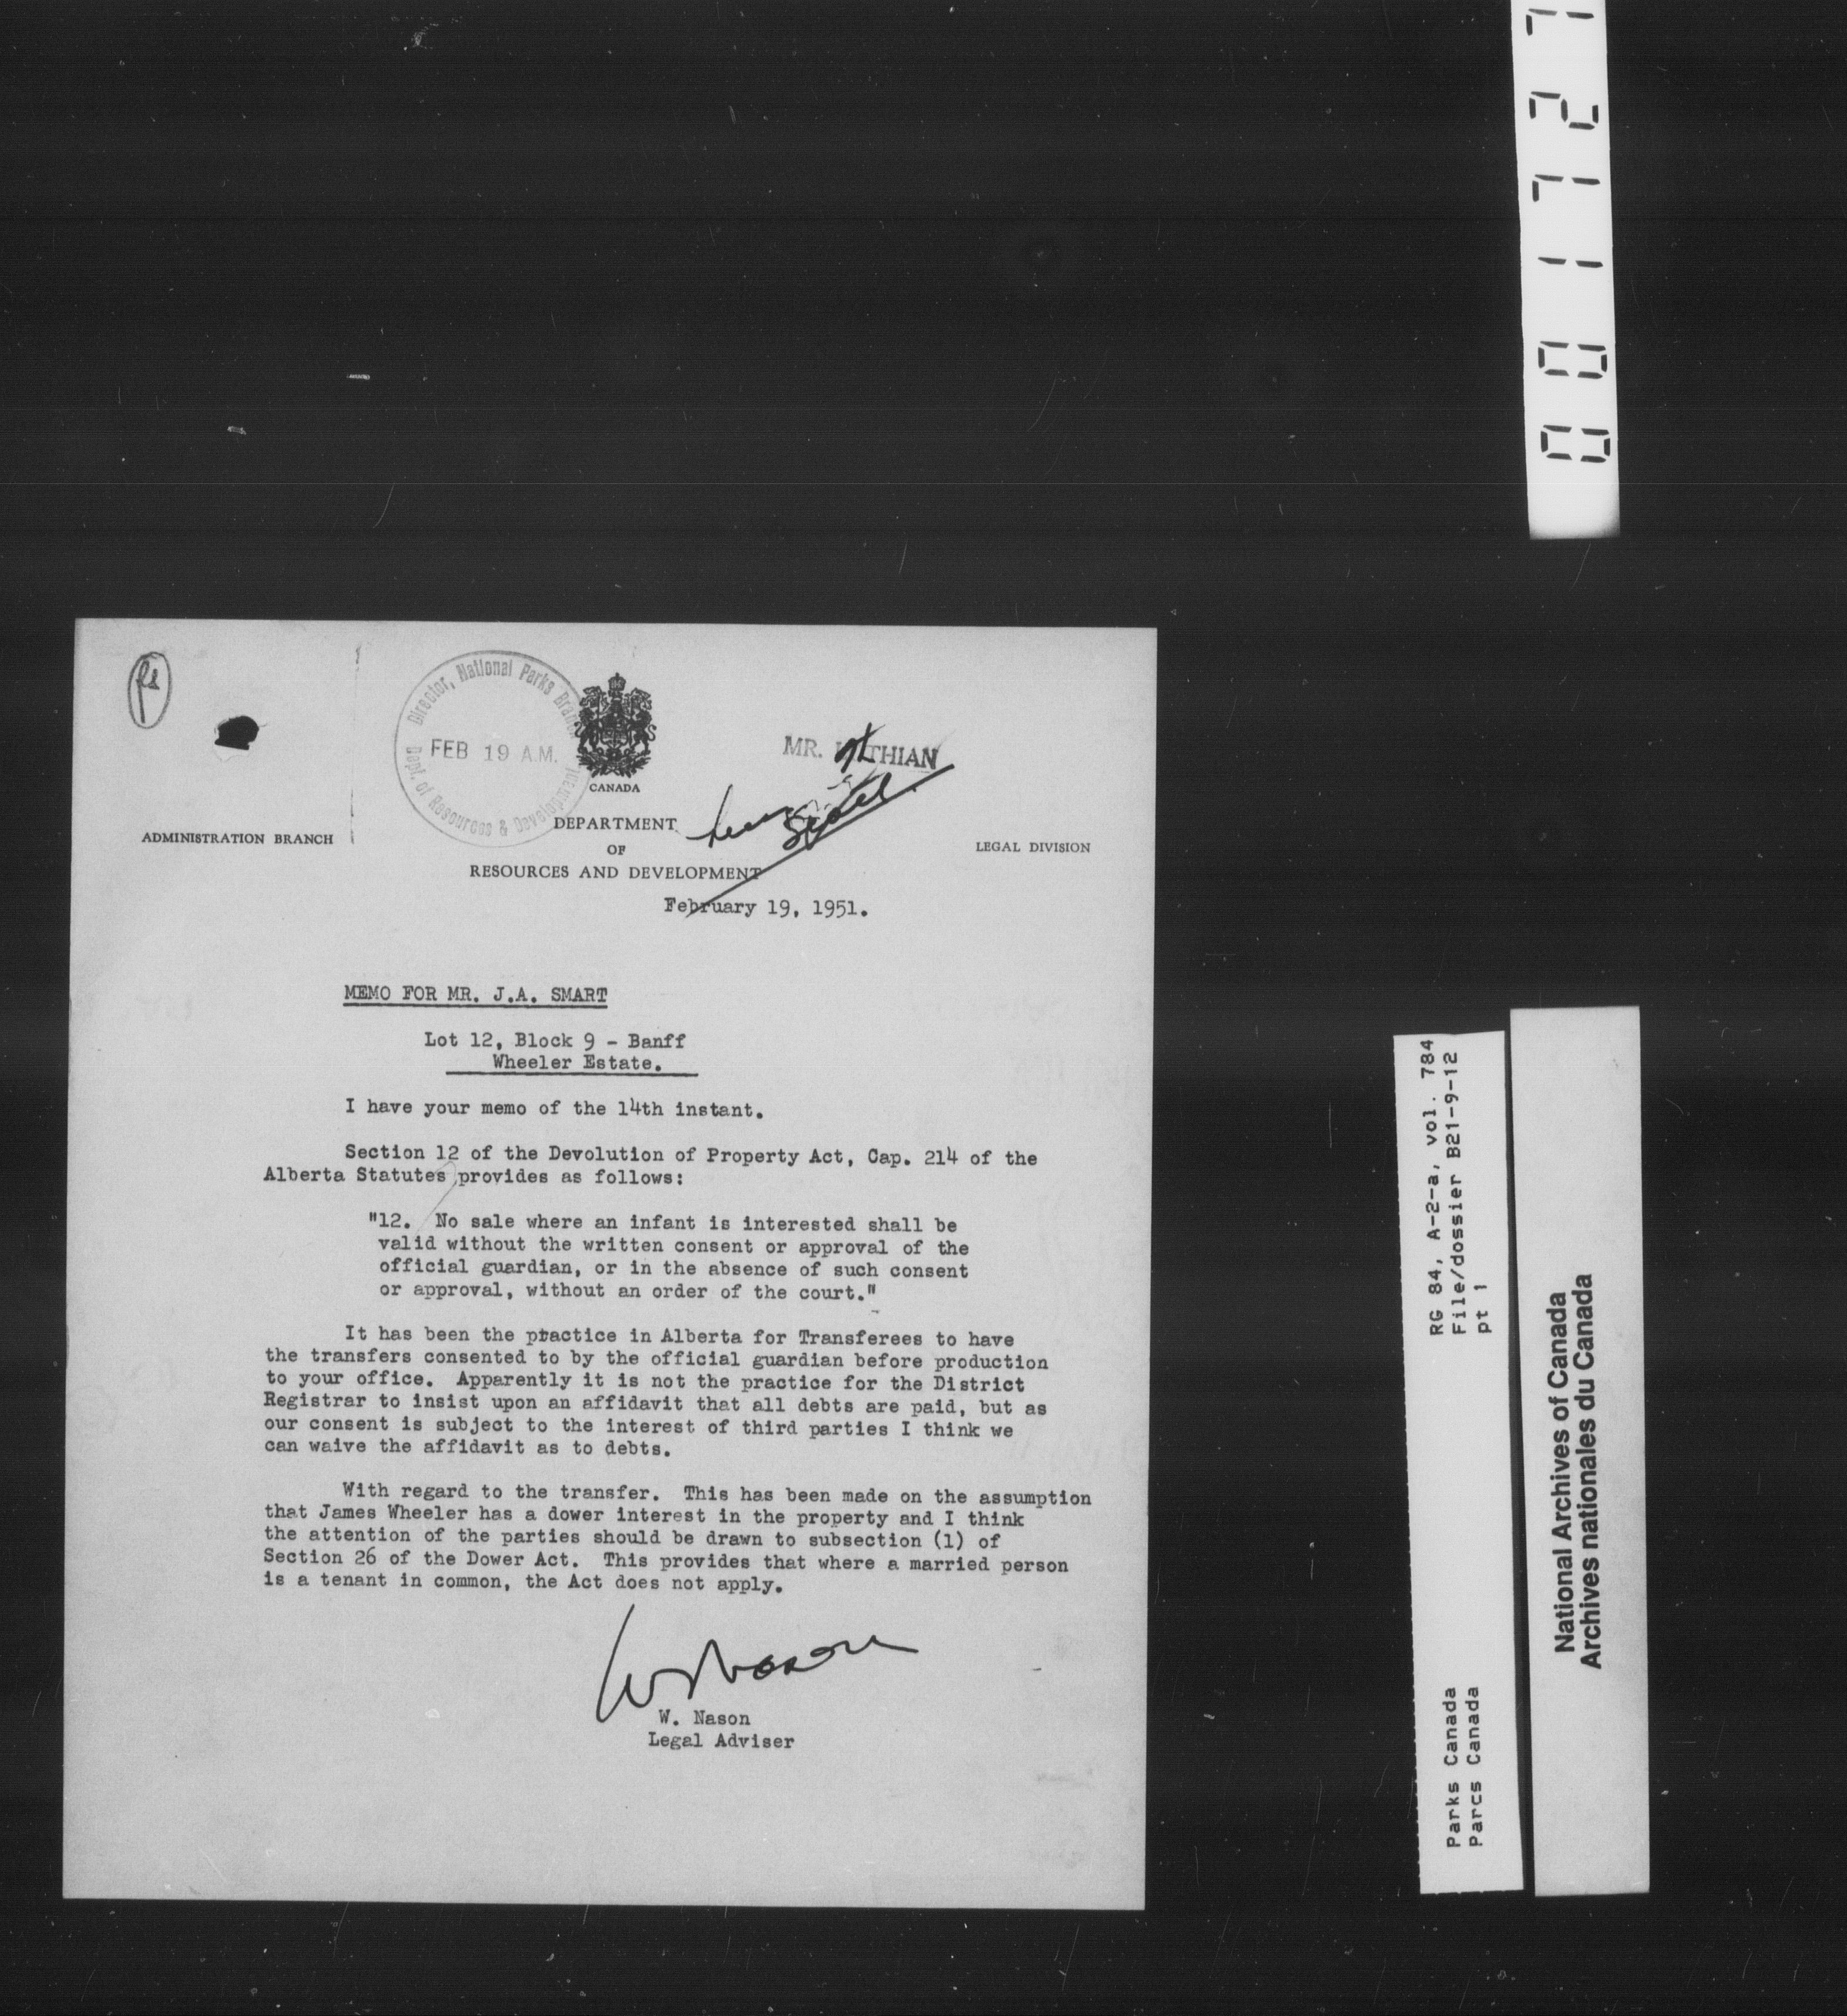 001727
Director, National Parks Branch
FEB 19 A.M.
Dept. of Resources & Development
MR. THIAN
CANADA
ADMINISTRATION BRANCH
DEPARTMENT
OF
RESOURCES AND DEVELOPMENT
LEGAL DIVISION
February 19, 1951.
MEMO FOR MR. J.A. SMART
Lot 12, Block 9 - Banff
Wheeler Estate.
I have your memo of the 14th instant.
Section 12 of the Devolution of Property Act, Cap. 214 of the
Alberta Statutes provides as follows:
"12. No sale where an infant is interested shall be
valid without the written consent or approval of the
official guardian, or in the absence of such consent
or approval, without an order of the court."
It has been the practice in Alberta for Transferees to have
the transfers consented to by the official guardian before production
to your office. Apparently it is not the practice for the District
Registrar to insist upon an affidavit that all debts are paid, but as
our consent is subject to the interest of third parties I think we
can waive the affidavit as to debts.
With regard to the transfer. This has been made on the assumption
that James Wheeler has a dower interest in the property and I think
the attention of the parties should be drawn to subsection (1) of
Section 26 of the Dower Act. This provides that where a married person
is a tenant in common, the Act does not apply.
W Nason
W. Nason
Legal Adviser
RG 84, A-2-a, vol. 784
File/dossier B21-9-12
pt 1
Parks Canada
Parcs Canada
National Archives of Canada
Archives nationales du Canada